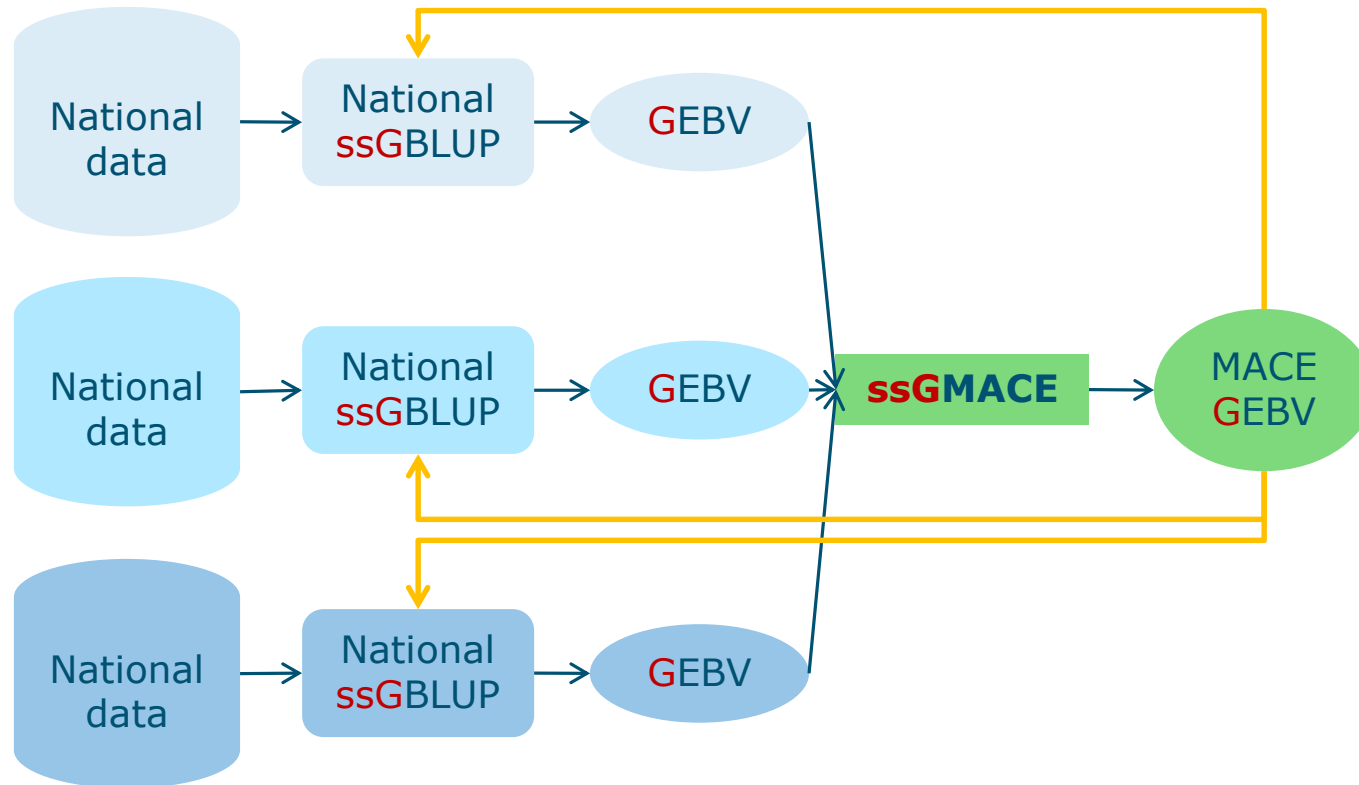 National
data
National
ssGBLUP
GEBV
National
data
National
ssGBLUP
GEBV
ssGMACE
MACE
GEBV
National
data
National
ssGBLUP
GEBV